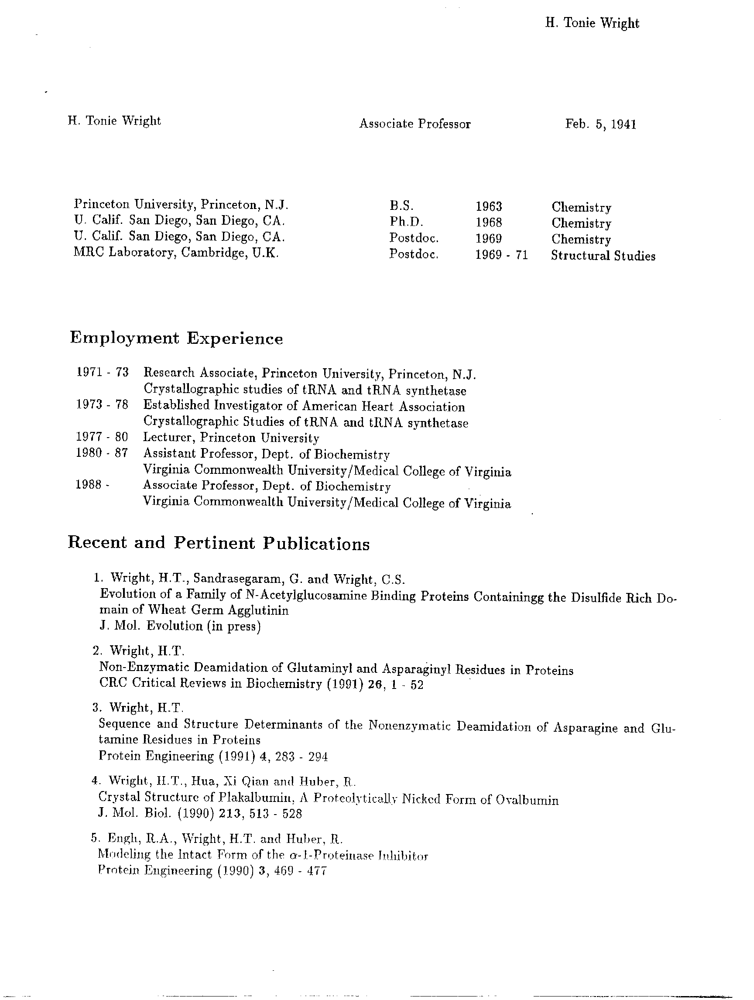 H. Tonie Wright
H. Tonie Wright Associate Professor Feb. 5, 1941
Princeton University, Princeton, N.J. B.S. 1963 Chemistry
U. Calif. San Diego, San Diego, CA. Ph.D. 1968 Chemistry
U. Calif. San Diego, San Diego, CA. Postdoc. 1969 Chemistry
MRC Laboratory, Cambridge, U.K. Postdoc. 1969 - 71 Structural Studies
Employment Experience
1971 - 73 Research Associate, Princeton University, Princeton, N.J.
Crystallographic studies of tRNA and tRNA synthetase
1973 - 78 Established Investigator of American Heart Association
Crystallographic Studies of tRNA and tRNA synthetase
1977 - 80 Lecturer, Princeton University
1980 - 87 Assistant Professor, Dept. of Biochemistry
Virginia Commonwealth University/Medical College of Virginia
1988 - Associate Professor, Dept. of Biochemistry
Virginia Commonwealth University/Medical College of Virginia
Recent and Pertinent Publications
1. Wright, H.T., Sandrasegaram, G. and Wright, C.S.
Evolution of a Family of N-Acetylglucosamine Binding Proteins Containingg the Disulfide Rich Do-
main of Wheat Germ Agglutinin
J. Mol. Evolution (in press)
2. Wright, H.T.
Non-Enzymatic Deamidation of Glutaminyl and Asparaginyl Residues in Proteins
CRC Critical Reviews in Biochemistry (1991) 26, 1 - 52
3. Wright, H.T.
Sequence and Structure Determinants of the Nonenzymatic Deamidation of Asparagine and Glu-
tamine Residues in Proteins
Protein Engineering (1991) 4, 283 - 294
4. Wright, H.T., Hua, Xi Qian and Huber, R.
Crystal Structure of Plakalbumin, A Proteolytically Nicked Form of Ovalbumin
J. Mol. Biol. (1990) 213, 513 - 528
5. Engh, R.A., Wright, H.T. and Huber, R.
Modeling the Intact Form of the α-1-Proteinase Inhibitor
Protein Engineering (1990) 3, 469 - 477